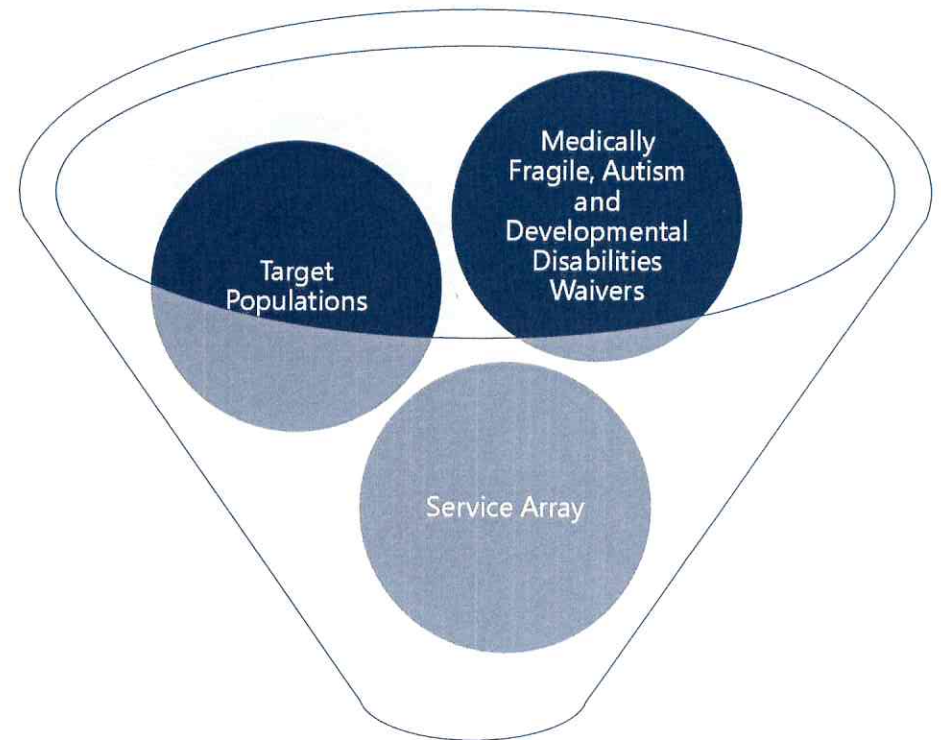 Medically
Fragile, Autism
and
Developmental
Disabilities
Waivers
Target
Populations
Service Array